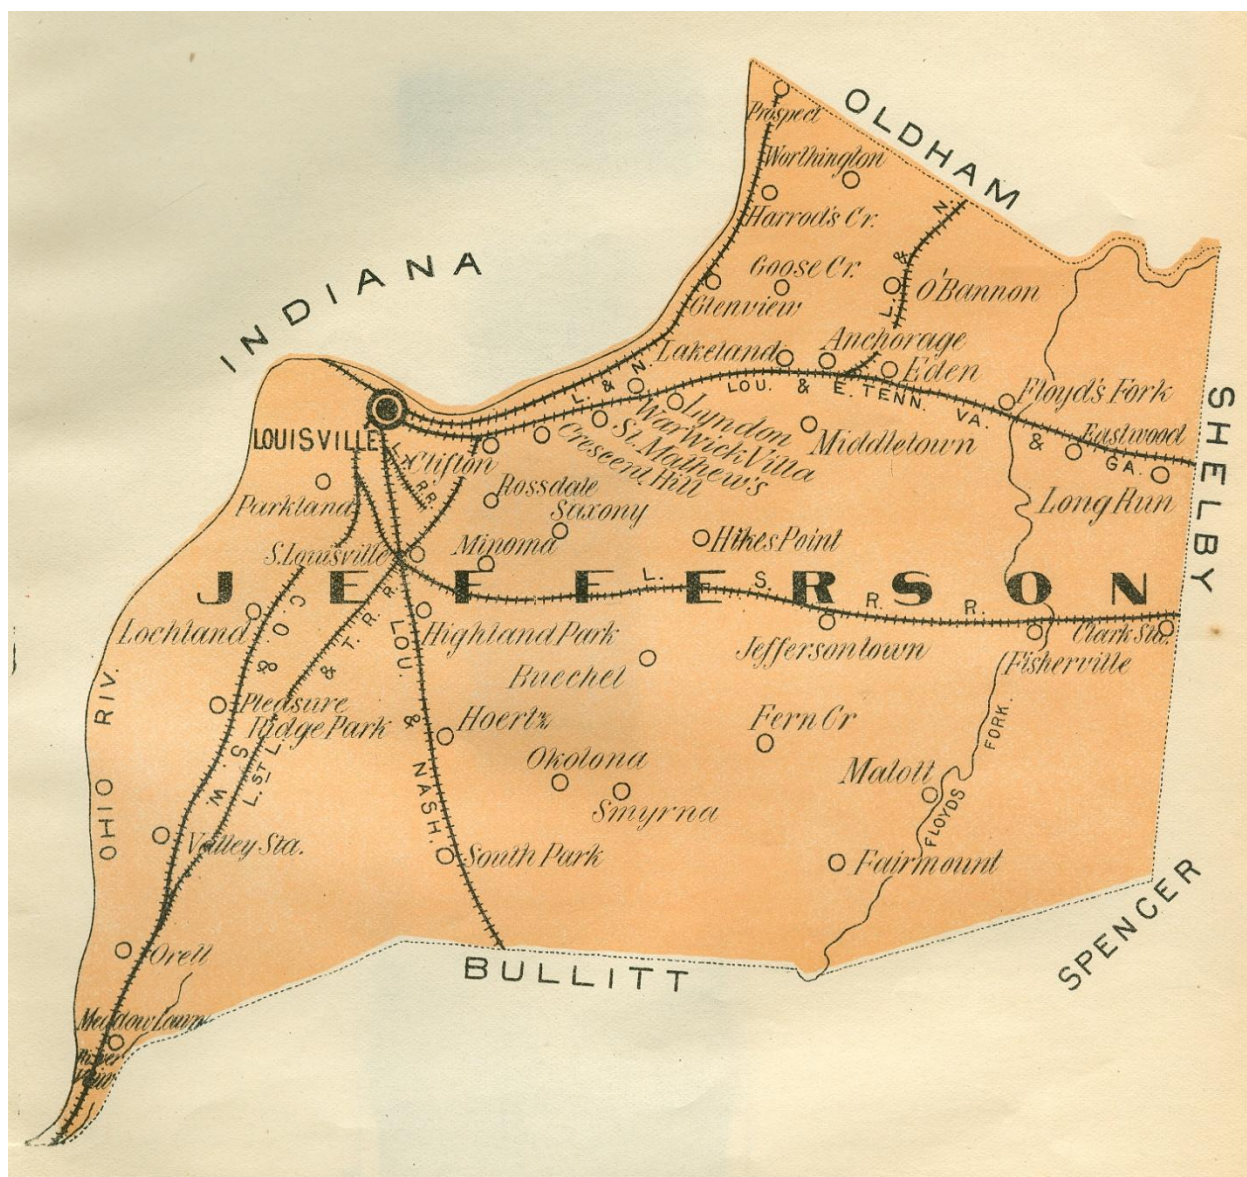 Prospect
OLDHAM
Worthington
Harrod's Cr.
L. & N.
Goose Cr.
O'Bannon
INDIANA
Glenview
Anchorage
Lakeland
Eden
L. & N.
LOU. & E. TENN. VA. & GA.
Floyd's Fork
SHELBY
Lyndon
Warwick Villa
St. Mathew's
Crescent Hill
Middletown
Eastwood
LOUISVILLE
Clifton
R.R.
Long Run
Parkland
Rossdale
Saxony
S. Louisville
Minoma
Hikes Point
JEFFERSON
L. S. R. R.
Lochland
Highland Park
Jeffersontown
Clark Sta.
Fisherville
C. O. & S. W.
L. ST. L. & T. R. R.
LOU. & NASH.
Buechel
OHIO RIV.
Pleasure
Ridge Park
Hoertz
Fern Cr
FLOYDS FORK.
Okolona
Malott
Smyrna
Valley Sta.
South Park
Fairmount
SPENCER
Orell
BULLITT
Meadow Lawn
River
View